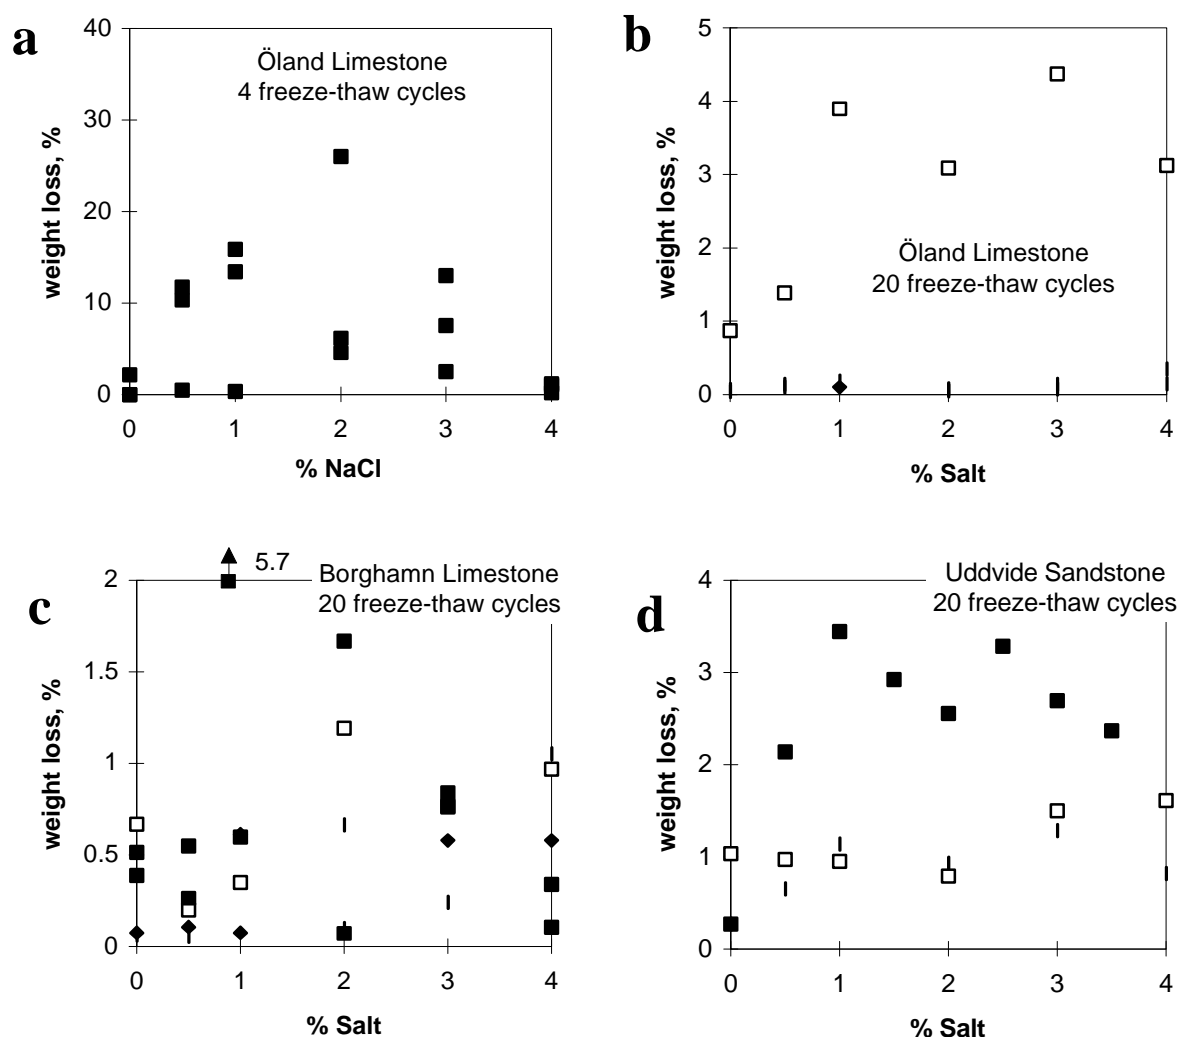 a
Öland Limestone
4 freeze-thaw cycles
weight loss, %
40
30
20
10
0
0 1 2 3 4
% NaCl
b
Öland Limestone
20 freeze-thaw cycles
weight loss, %
5
4
3
2
1
0
0 1 2 3 4
% Salt
c
5.7
Borghamn Limestone
20 freeze-thaw cycles
weight loss, %
2
1.5
1
0.5
0
0 1 2 3 4
% Salt
d
Uddvide Sandstone
20 freeze-thaw cycles
weight loss, %
4
3
2
1
0
0 1 2 3 4
% Salt